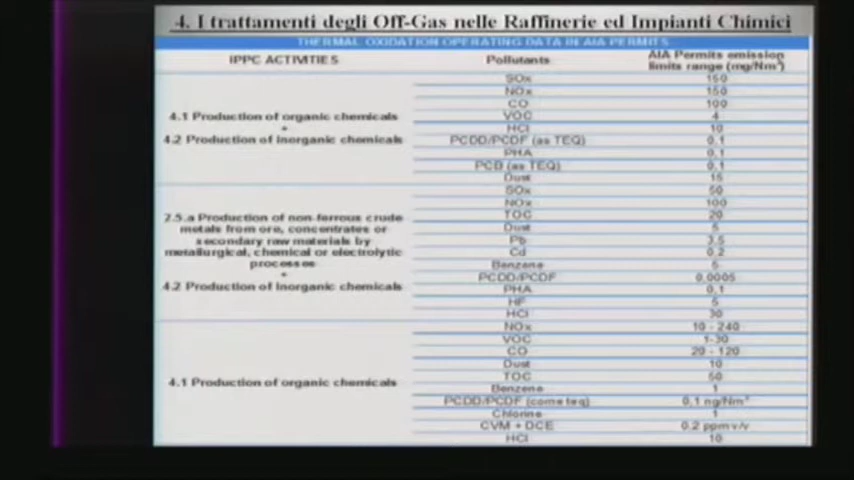 4. I trattamenti degli Off-Gas nelle Raffinerie ed Impianti Chimici
THERMAL OXIDATION OPERATING DATA IN AIA PERMITS
IPPC ACTIVITIES Pollutants AIA Permits emission limits range (mg/Nm³)
4.1 Production of organic chemicals
+
4.2 Production of inorganic chemicals
SOx 150
NOx 150
CO 100
VOC 4
HCl 10
PCDD/PCDF (as TEQ) 0,1
PHA 0,1
PCB (as TEQ) 0,1
Dust 15
2.5.a Production of non-ferrous crude
metals from ore, concentrates or
secondary raw materials by
metallurgical, chemical or electrolytic
processes
+
4.2 Production of inorganic chemicals
SOx 50
NOx 100
TOC 20
Dust 5
Pb 3,5
Cd 0,2
Benzene 5
PCDD/PCDF 0,0005
PHA 0,1
HF 5
HCl 30
4.1 Production of organic chemicals
NOx 10 - 240
VOC 1-30
CO 20 - 120
Dust 10
TOC 50
Benzene 1
PCDD/PCDF (come teq) 0,1 ng/Nm³
Chlorine 1
CVM + DCE 0,2 ppm v/v
HCl 10